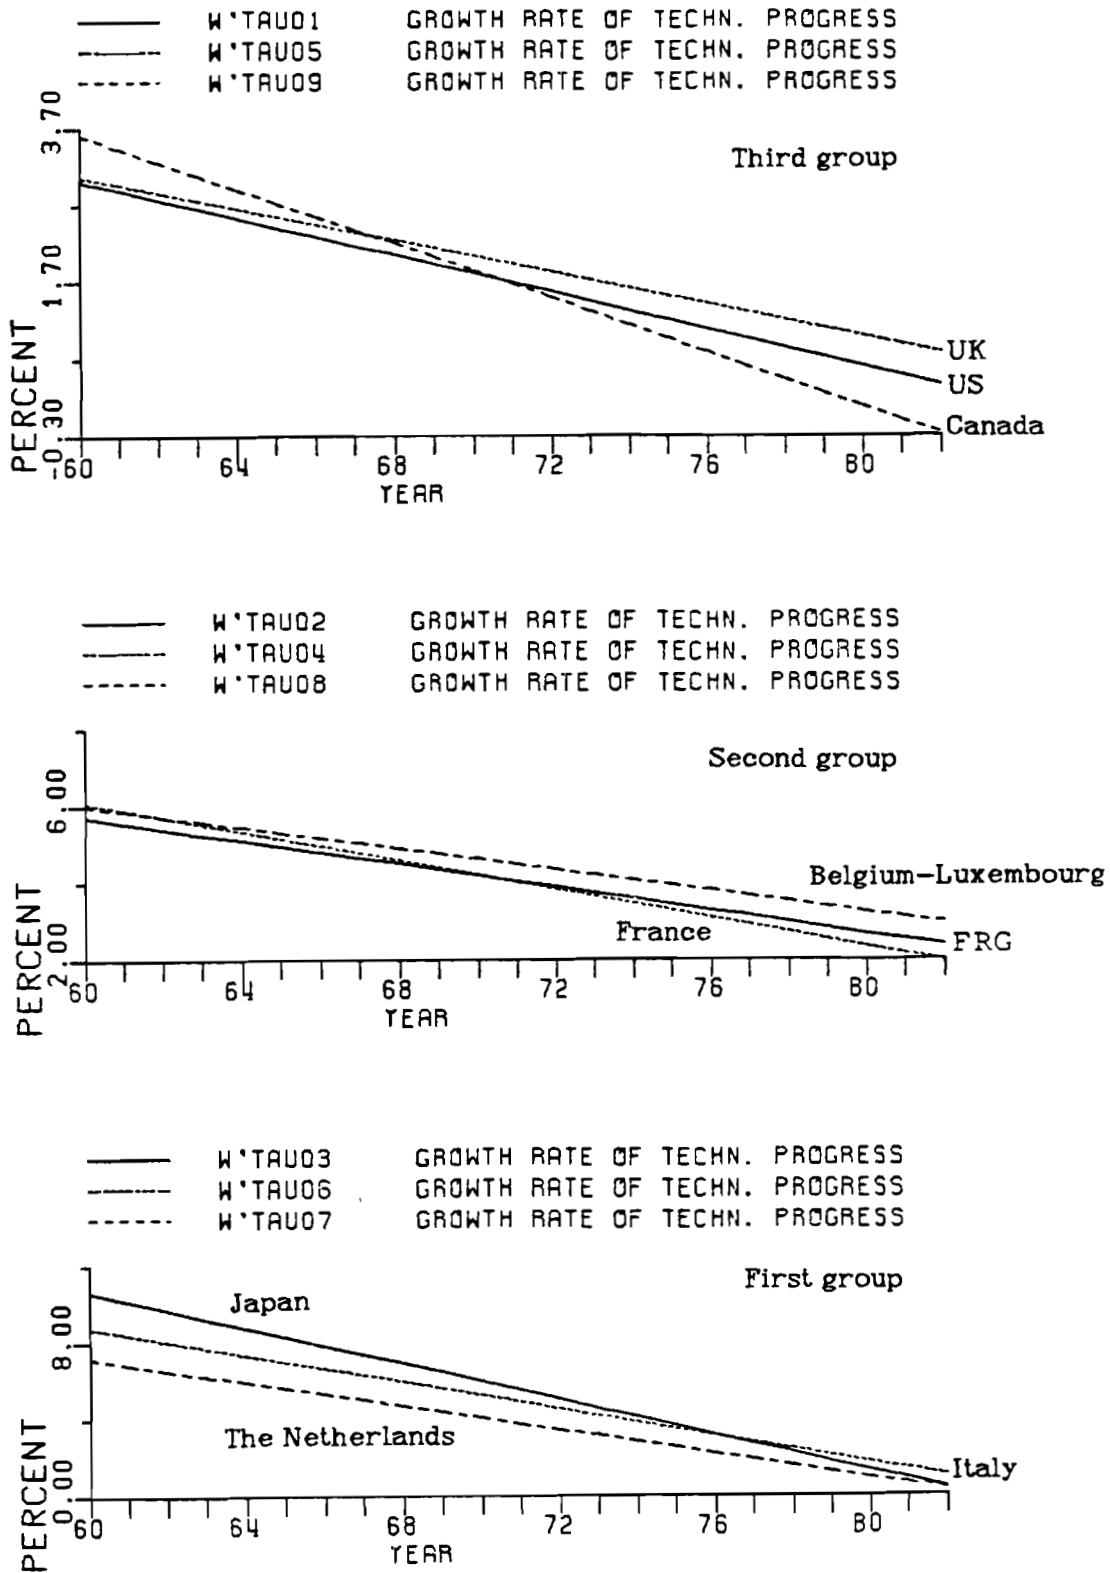 W'TAU01 GROWTH RATE OF TECHN. PROGRESS
W'TAU05 GROWTH RATE OF TECHN. PROGRESS
W'TAU09 GROWTH RATE OF TECHN. PROGRESS
Third group
PERCENT
3.70
1.70
-0.30
UK
US
Canada
60 64 68 72 76 80
YEAR
W'TAU02 GROWTH RATE OF TECHN. PROGRESS
W'TAU04 GROWTH RATE OF TECHN. PROGRESS
W'TAU08 GROWTH RATE OF TECHN. PROGRESS
Second group
PERCENT
6.00
2.00
Belgium-Luxembourg
France
FRG
60 64 68 72 76 80
YEAR
W'TAU03 GROWTH RATE OF TECHN. PROGRESS
W'TAU06 GROWTH RATE OF TECHN. PROGRESS
W'TAU07 GROWTH RATE OF TECHN. PROGRESS
First group
PERCENT
8.00
0.00
Japan
The Netherlands
Italy
60 64 68 72 76 80
YEAR